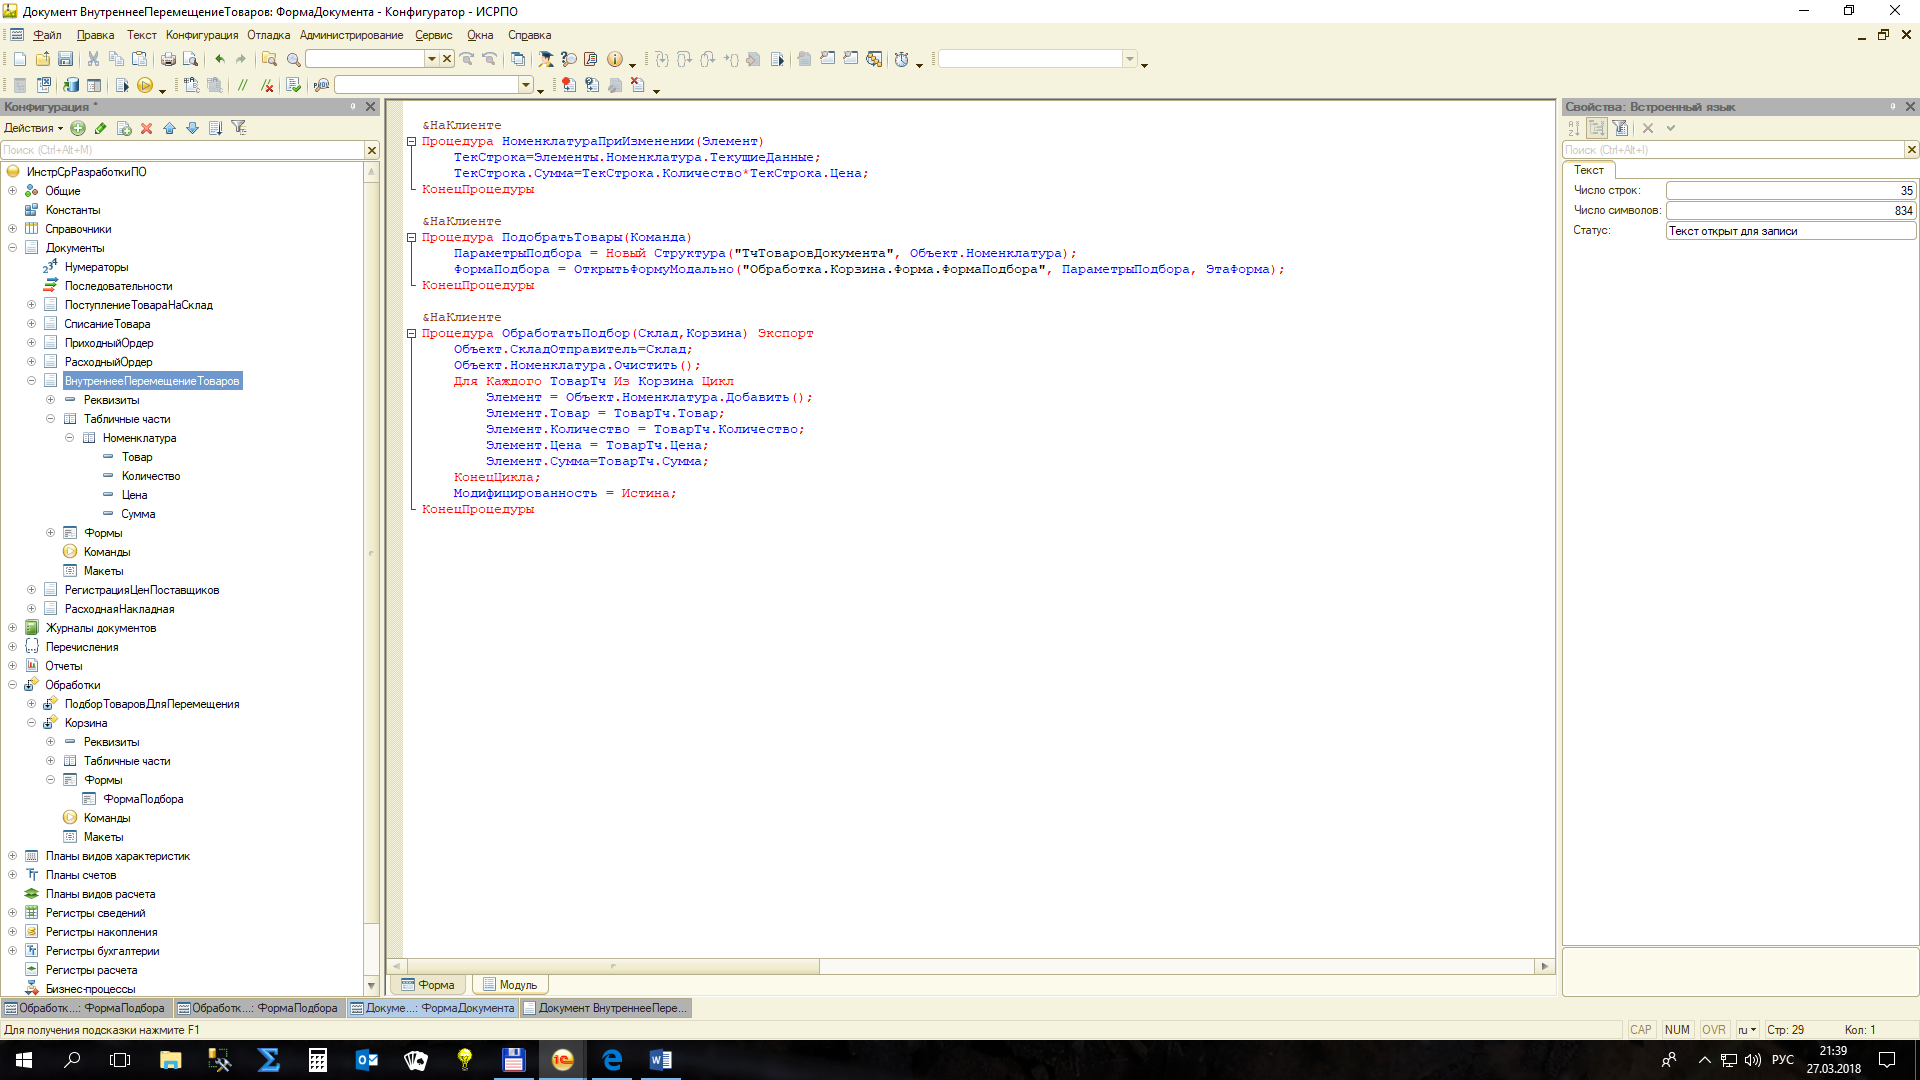 Документ ВнутреннееПеремещениеТоваров: ФормаДокумента - Конфигуратор - ИСРПО
Файл Правка Текст Конфигурация Отладка Администрирование Сервис Окна Справка
Конфигурация *
Действия
Поиск (Ctrl+Alt+M)
ИнстрСрРазработкиПО
Общие
Константы
Справочники
Документы
Нумераторы
Последовательности
ПоступлениеТовараНаСклад
СписаниеТовара
ПриходныйОрдер
РасходныйОрдер
ВнутреннееПеремещениеТоваров
Реквизиты
Табличные части
Номенклатура
Товар
Количество
Цена
Сумма
Формы
Команды
Макеты
РегистрацияЦенПоставщиков
РасходнаяНакладная
Журналы документов
Перечисления
Отчеты
Обработки
ПодборТоваровДляПеремещения
Корзина
Реквизиты
Табличные части
Формы
ФормаПодбора
Команды
Макеты
Планы видов характеристик
Планы счетов
Планы видов расчета
Регистры сведений
Регистры накопления
Регистры бухгалтерии
Регистры расчета
Бизнес-процессы
&НаКлиенте
Процедура НоменклатураПриИзменении(Элемент)
ТекСтрока=Элементы.Номенклатура.ТекущиеДанные;
ТекСтрока.Сумма=ТекСтрока.Количество*ТекСтрока.Цена;
КонецПроцедуры
&НаКлиенте
Процедура ПодобратьТовары(Команда)
ПараметрыПодбора = Новый Структура("ТчТоваровДокумента", Объект.Номенклатура);
ФормаПодбора = ОткрытьФормуМодально("Обработка.Корзина.Форма.ФормаПодбора", ПараметрыПодбора, ЭтаФорма);
КонецПроцедуры
&НаКлиенте
Процедура ОбработатьПодбор(Склад,Корзина) Экспорт
Объект.СкладОтправитель=Склад;
Объект.Номенклатура.Очистить();
Для Каждого ТоварТч Из Корзина Цикл
Элемент = Объект.Номенклатура.Добавить();
Элемент.Товар = ТоварТч.Товар;
Элемент.Количество = ТоварТч.Количество;
Элемент.Цена = ТоварТч.Цена;
Элемент.Сумма=ТоварТч.Сумма;
КонецЦикла;
Модифицированность = Истина;
КонецПроцедуры
Форма Модуль
Свойства: Встроенный язык
Поиск (Ctrl+Alt+I)
Текст
Число строк: 35
Число символов: 834
Статус: Текст открыт для записи
Обработк...: ФормаПодбора Обработк...: ФормаПодбора Докуме...: ФормаДокумента Документ ВнутреннееПере...
Для получения подсказки нажмите F1 CAP NUM OVR ru Стр: 29 Кол: 1
РУС 21:39
27.03.2018